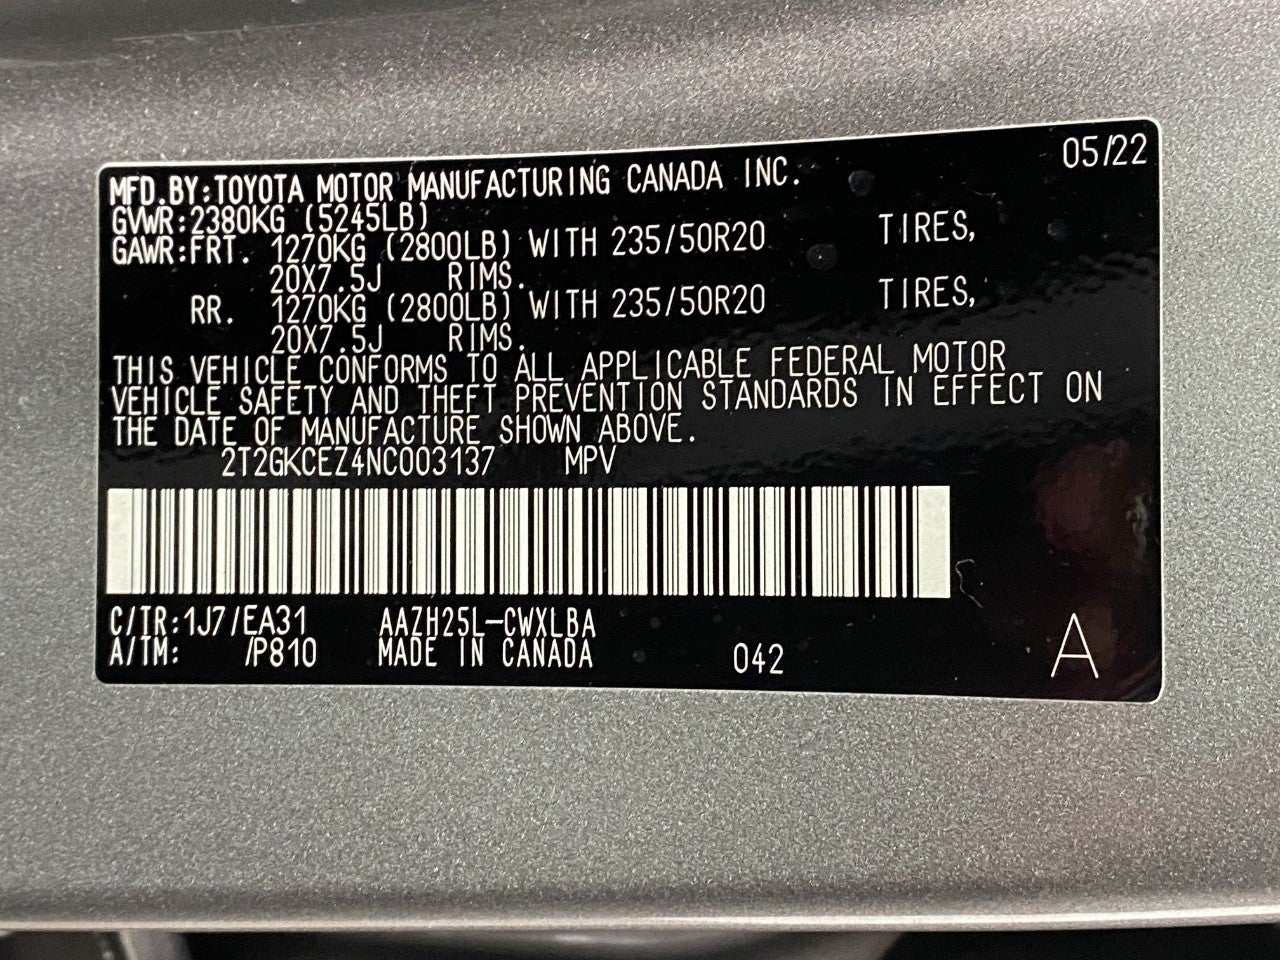 05/22
MFD.BY:TOYOTA MOTOR MANUFACTURING CANADA INC.
GVWR:2380KG (5245LB)
GAWR:FRT. 1270KG (2800LB) WITH 235/50R20 TIRES,
20X7.5J RIMS.
RR. 1270KG (2800LB) WITH 235/50R20 TIRES,
20X7.5J RIMS.
THIS VEHICLE CONFORMS TO ALL APPLICABLE FEDERAL MOTOR
VEHICLE SAFETY AND THEFT PREVENTION STANDARDS IN EFFECT ON
THE DATE OF MANUFACTURE SHOWN ABOVE.
2T2GKCEZ4NC003137 MPV
C/TR:1J7/EA31 AAZH25L-CWXLBA
A/TM: /P810 MADE IN CANADA 042 A